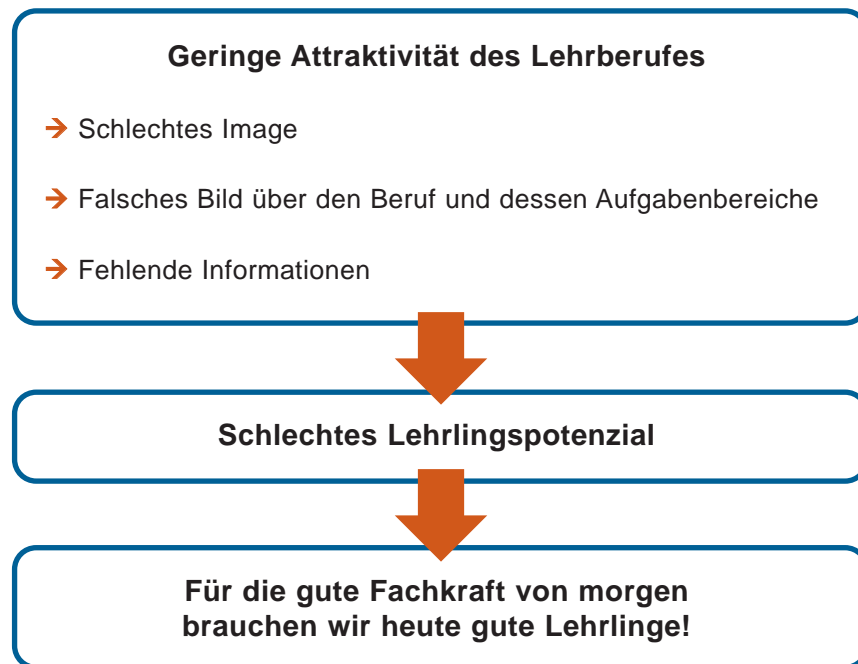 Geringe Attraktivität des Lehrberufes
Schlechtes Image
Falsches Bild über den Beruf und dessen Aufgabenbereiche
Fehlende Informationen
Schlechtes Lehrlingspotenzial
Für die gute Fachkraft von morgen
brauchen wir heute gute Lehrlinge!